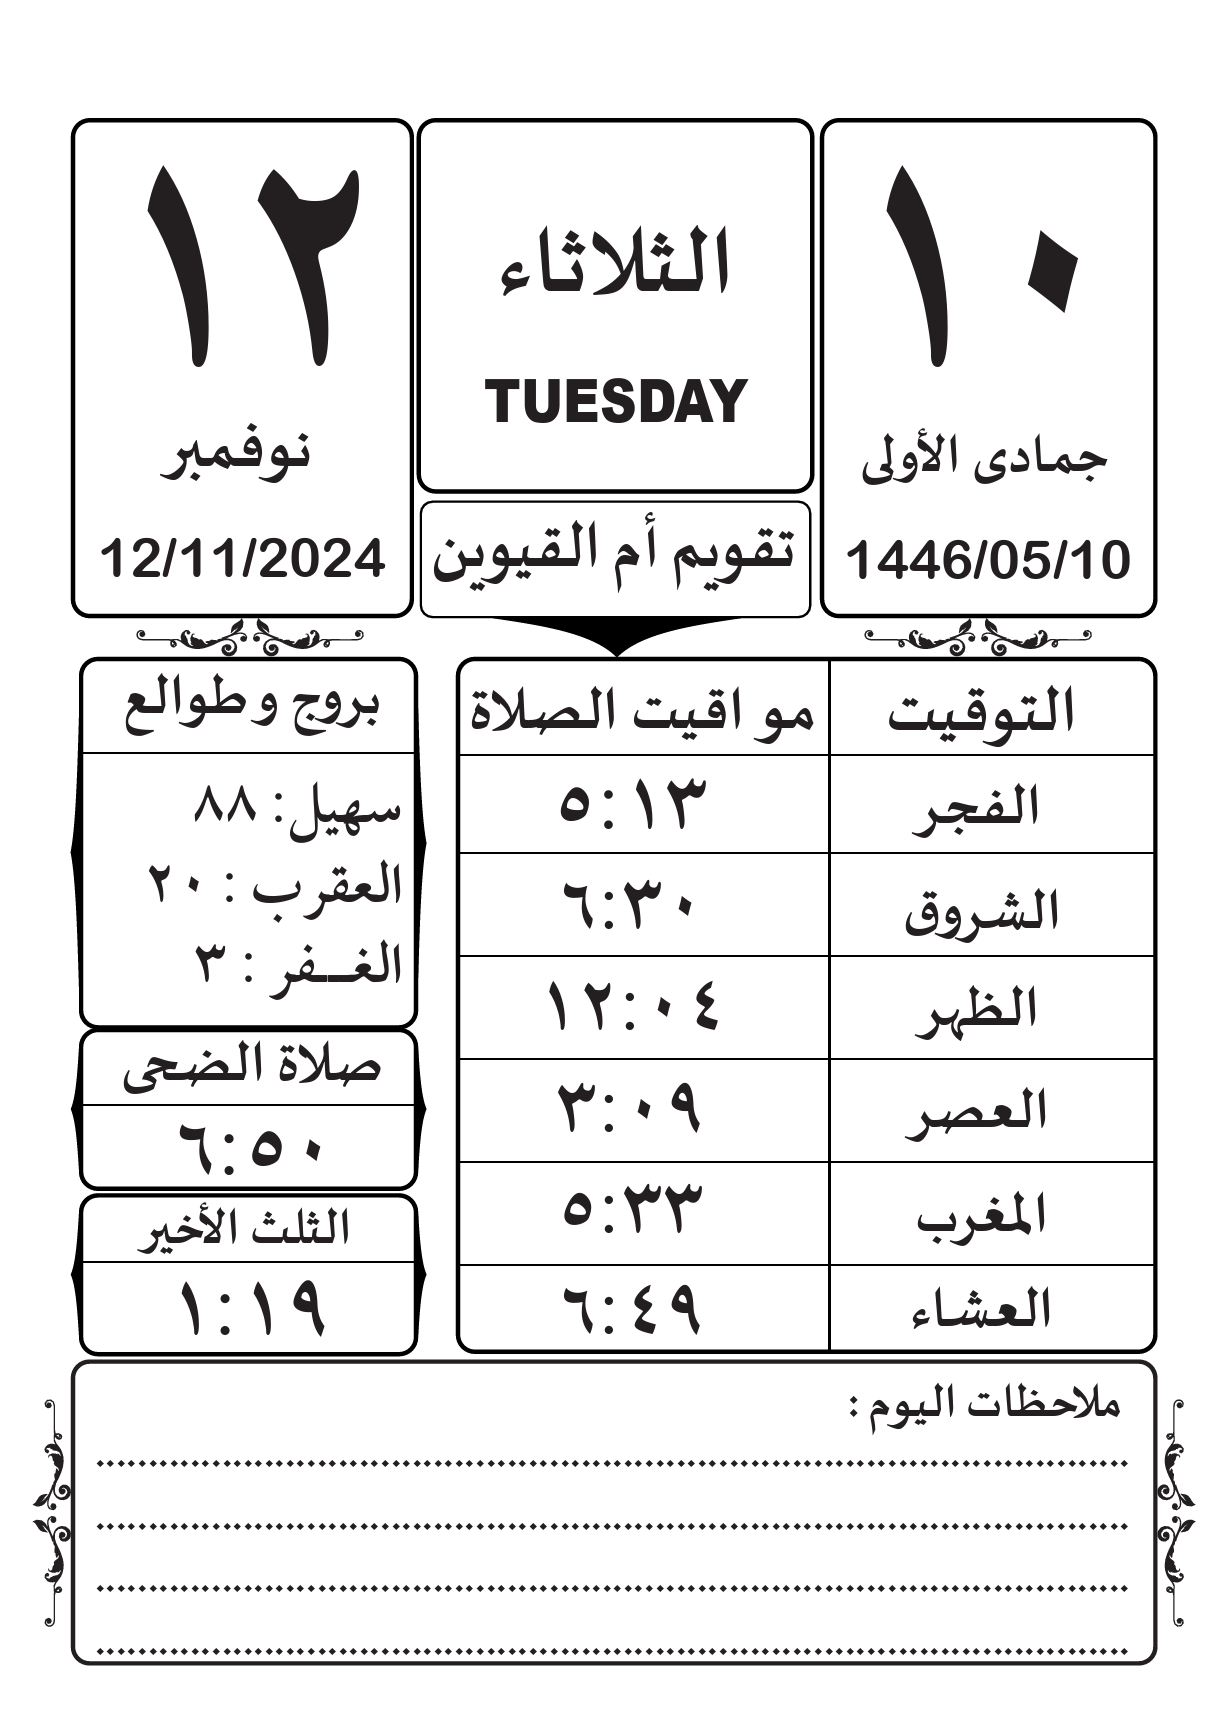 ١٠
جمادى الأولى
1446/05/10
الثلاثاء
TUESDAY
تقويم أم القيوين
١٢
نوفمبر
12/11/2024
التوقيت مو اقيت الصلاة
الفجر ٥:١٣
الشروق ٦:٣٠
الظهر ١٢:٠٤
العصر ٣:٠٩
المغرب ٥:٣٣
العشاء ٦:٤٩
بروج وطوالع
سهيل: ٨٨
العقرب : ٢٠
الغــفر : ٣
صلاة الضحى
٦:٥٠
الثلث الأخير
١:١٩
ملاحظات اليوم :